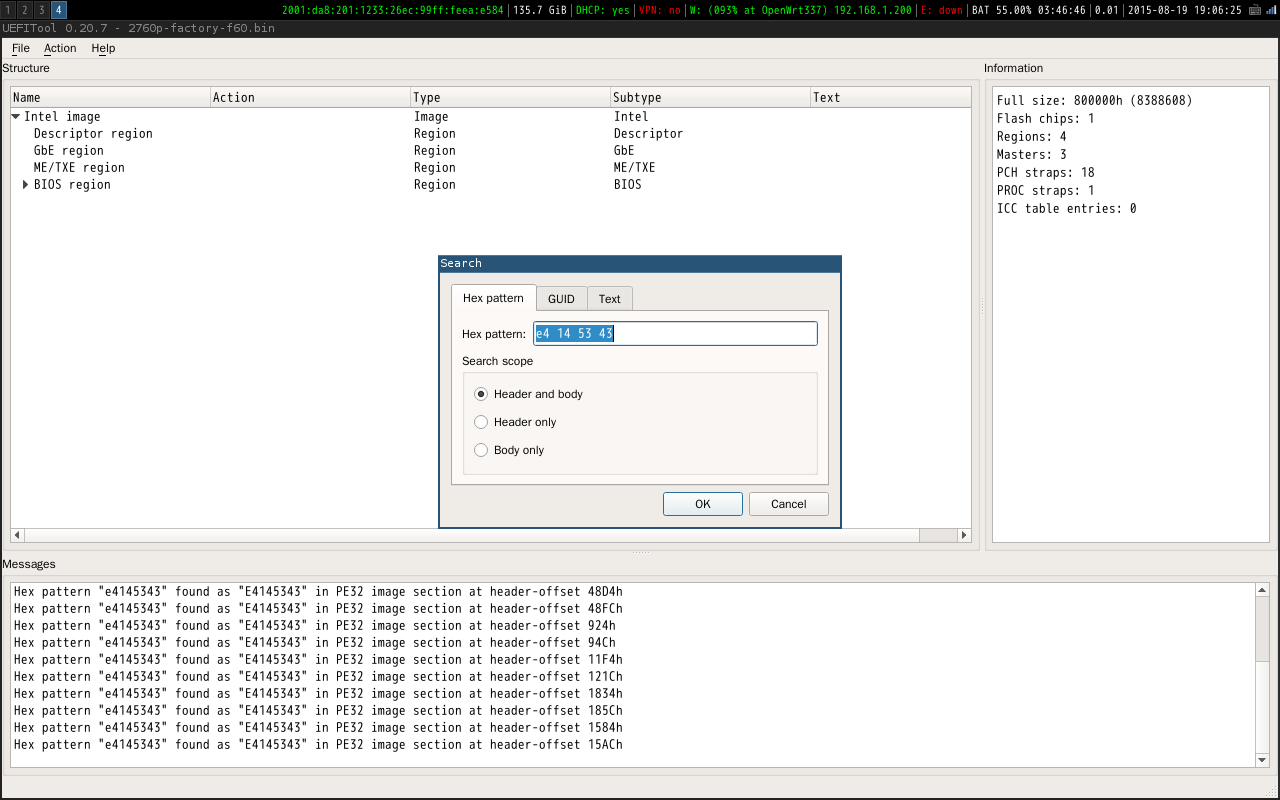 1 2 3 4 2001:da8:201:1233:26ec:99ff:feea:e584 | 135.7 GiB | DHCP: yes | VPN: no | W: (093% at OpenWrt337) 192.168.1.200 | E: down | BAT 55.00% 03:46:46 | 0.01 | 2015-08-19 19:06:25
UEFITool 0.20.7 - 2760p-factory-f60.bin
File Action Help
Structure
Information
Name Action Type Subtype Text
Intel image Image Intel
Descriptor region Region Descriptor
GbE region Region GbE
ME/TXE region Region ME/TXE
BIOS region Region BIOS
Full size: 800000h (8388608)
Flash chips: 1
Regions: 4
Masters: 3
PCH straps: 18
PROC straps: 1
ICC table entries: 0
Search
Hex pattern GUID Text
Hex pattern: e4 14 53 43
Search scope
Header and body
Header only
Body only
OK Cancel
Messages
Hex pattern "e4145343" found as "E4145343" in PE32 image section at header-offset 48D4h
Hex pattern "e4145343" found as "E4145343" in PE32 image section at header-offset 48FCh
Hex pattern "e4145343" found as "E4145343" in PE32 image section at header-offset 924h
Hex pattern "e4145343" found as "E4145343" in PE32 image section at header-offset 94Ch
Hex pattern "e4145343" found as "E4145343" in PE32 image section at header-offset 11F4h
Hex pattern "e4145343" found as "E4145343" in PE32 image section at header-offset 121Ch
Hex pattern "e4145343" found as "E4145343" in PE32 image section at header-offset 1834h
Hex pattern "e4145343" found as "E4145343" in PE32 image section at header-offset 185Ch
Hex pattern "e4145343" found as "E4145343" in PE32 image section at header-offset 1584h
Hex pattern "e4145343" found as "E4145343" in PE32 image section at header-offset 15ACh